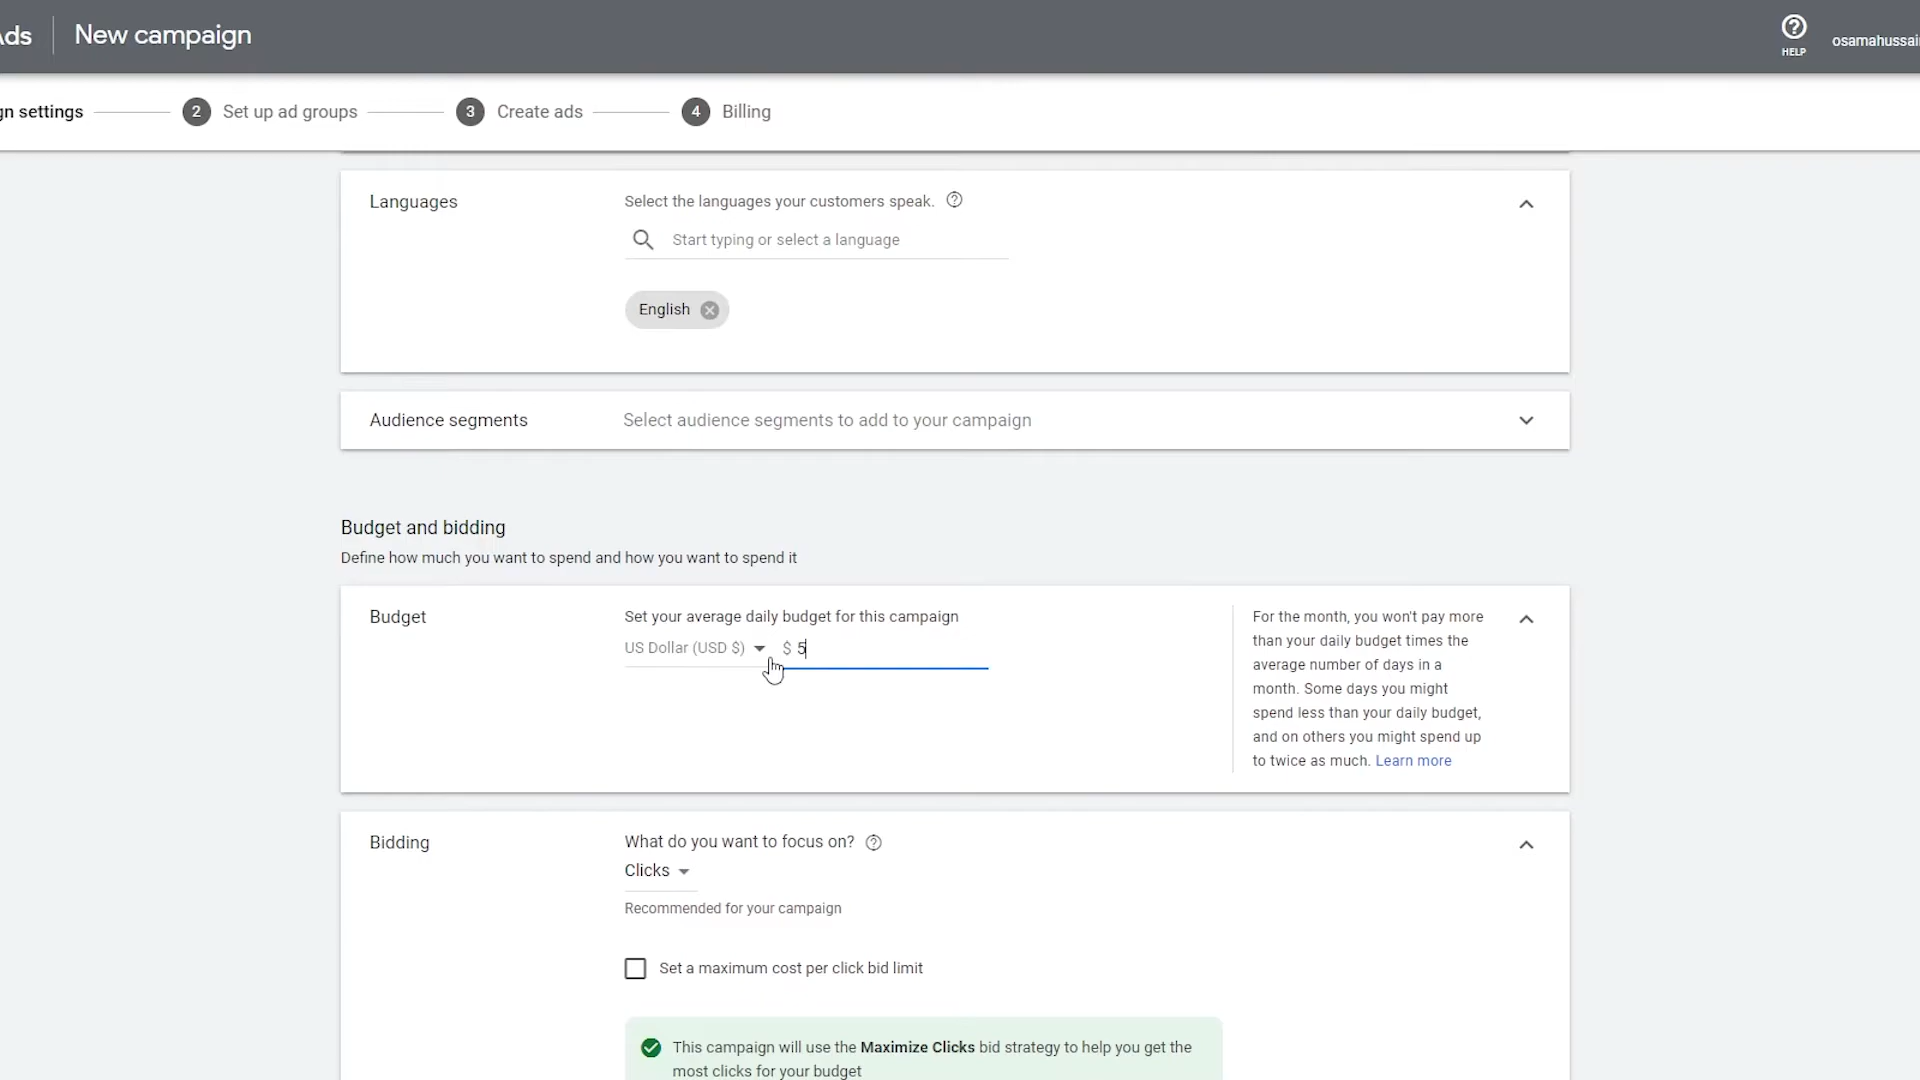 Ads
New campaign
HELP
osamahussai
gn settings
2 Set up ad groups
3 Create ads
4 Billing
Languages
Select the languages your customers speak.
Start typing or select a language
English
Audience segments
Select audience segments to add to your campaign
Budget and bidding
Define how much you want to spend and how you want to spend it
Budget
Set your average daily budget for this campaign
US Dollar (USD $)
$ 5
For the month, you won't pay more
than your daily budget times the
average number of days in a
month. Some days you might
spend less than your daily budget,
and on others you might spend up
to twice as much. Learn more
Bidding
What do you want to focus on?
Clicks
Recommended for your campaign
Set a maximum cost per click bid limit
This campaign will use the Maximize Clicks bid strategy to help you get the
most clicks for your budget